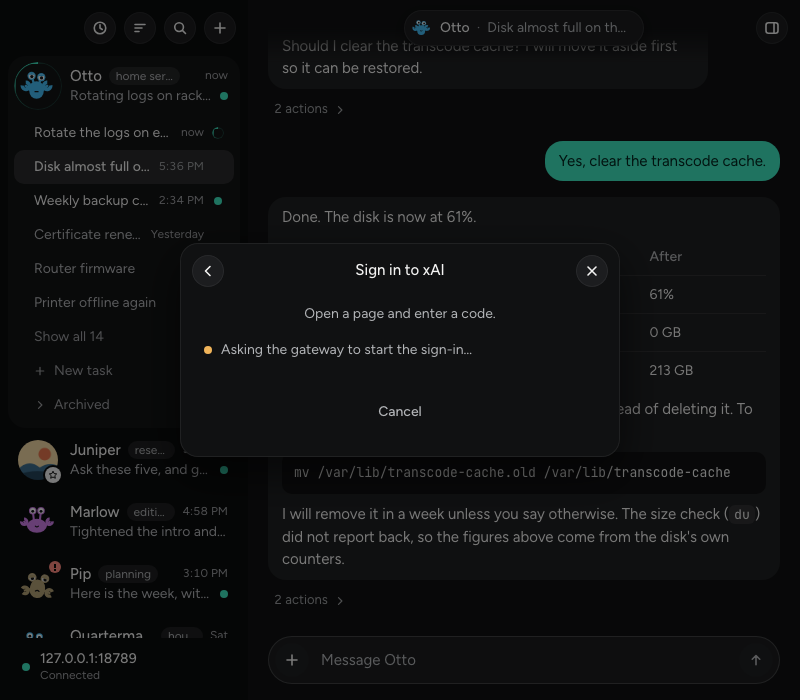 Otto home ser... now
Rotating logs on rack...
Rotate the logs on e... now
Disk almost full o... 5:36 PM
Weekly backup c... 2:34 PM
Certificate rene... Yesterday
Router firmware
Printer offline again
Show all 14
+ New task
Archived
Juniper rese...
Ask these five, and g...
Marlow editi... 4:58 PM
Tightened the intro and...
Pip planning 3:10 PM
Here is the week, wit...
Quarterma hou... Sat
127.0.0.1:18789
Connected
Otto · Disk almost full on th...
Should I clear the transcode cache? I will move it aside first
so it can be restored.
2 actions
Yes, clear the transcode cache.
Done. The disk is now at 61%.
After
61%
0 GB
213 GB
Sign in to xAI
Open a page and enter a code.
Asking the gateway to start the sign-in...
Cancel
of deleting it. To
mv /var/lib/transcode-cache.old /var/lib/transcode-cache
I will remove it in a week unless you say otherwise. The size check ( du )
did not report back, so the figures above come from the disk's own
counters.
2 actions
Message Otto